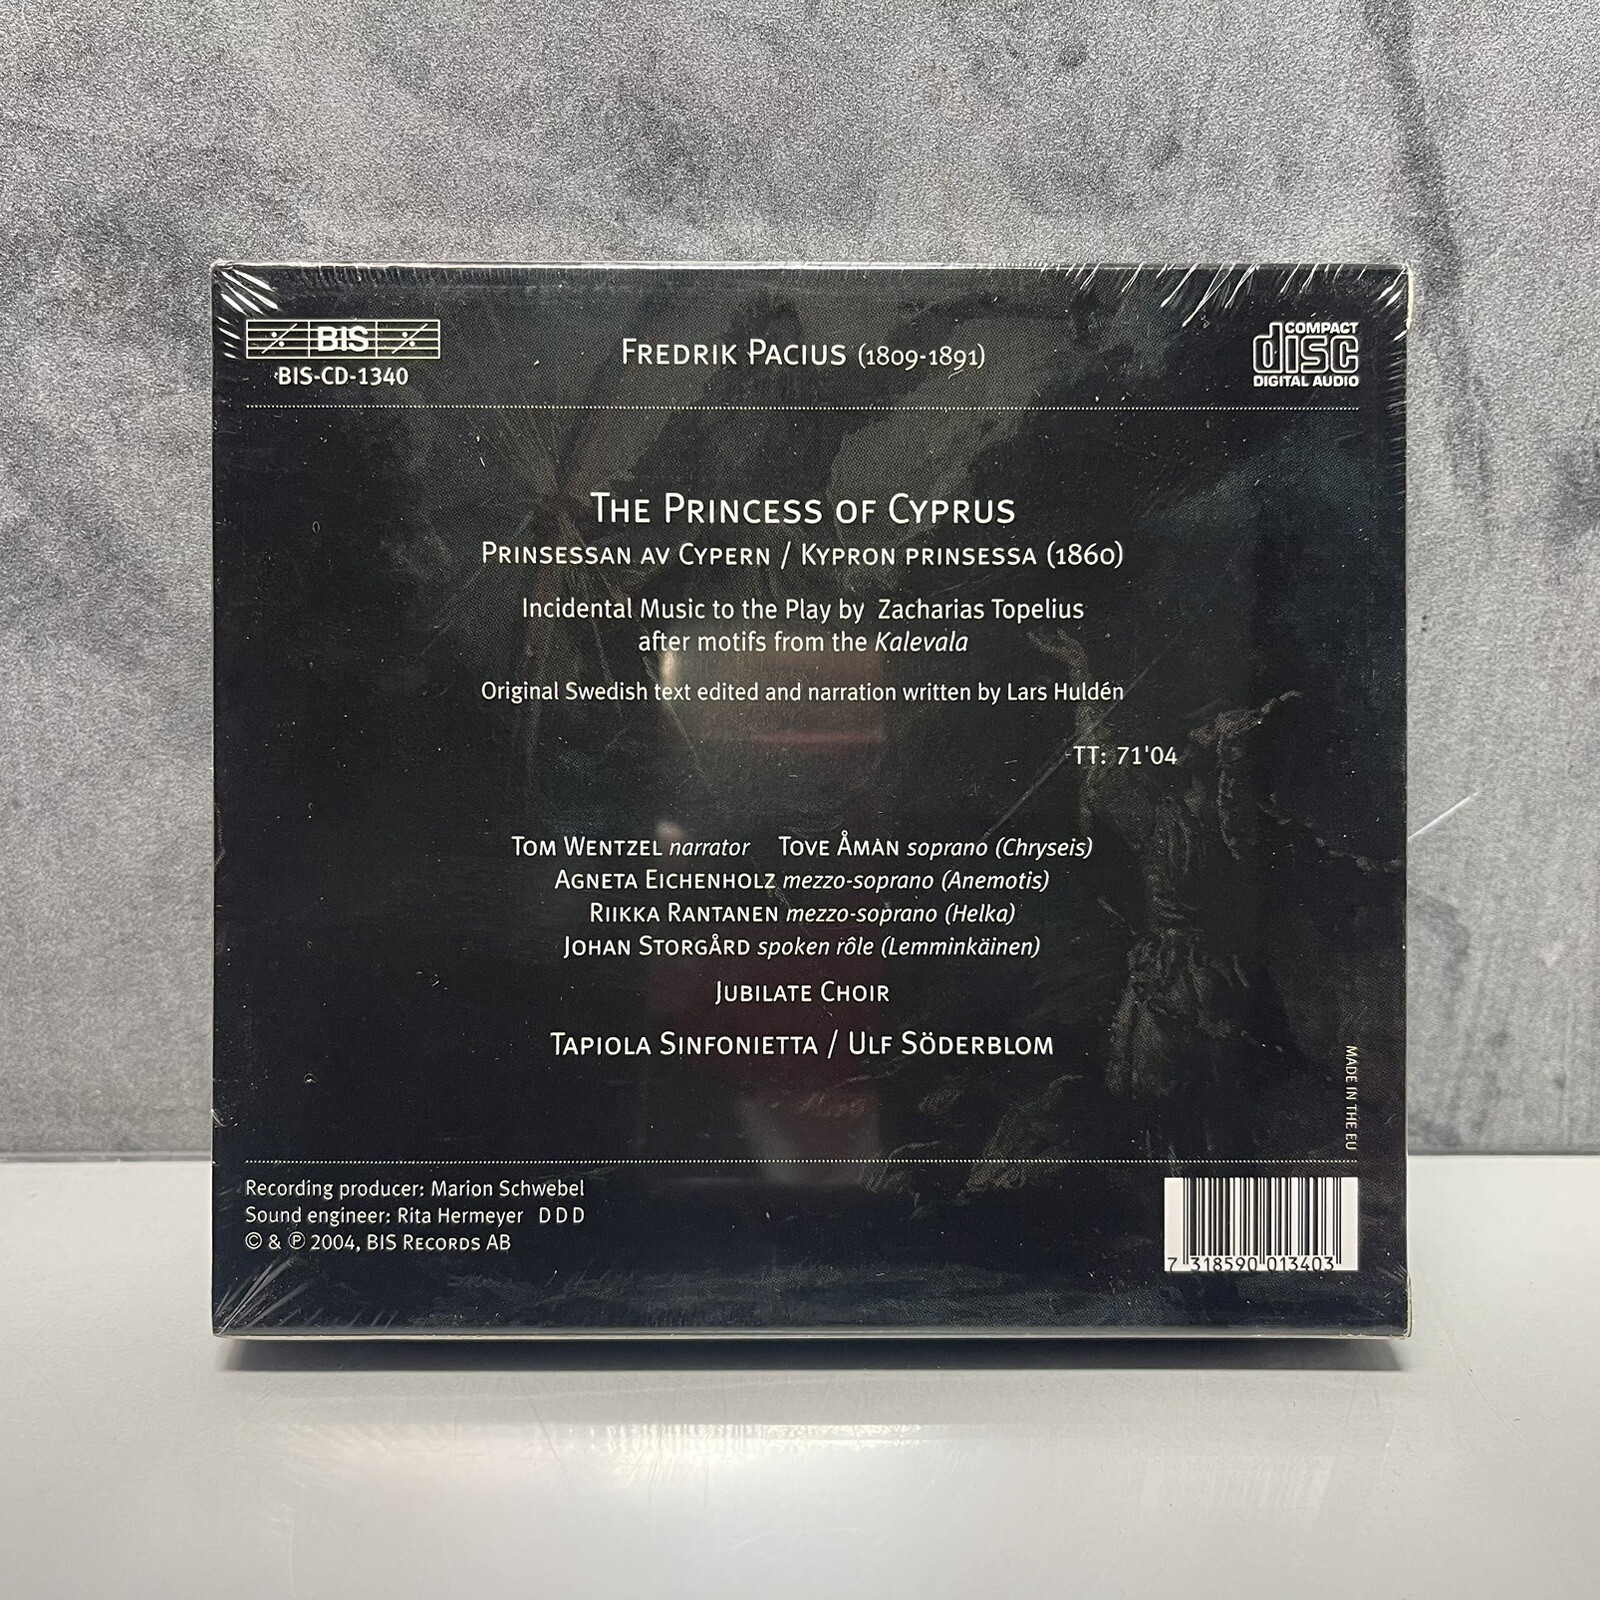 BIS
BIS-CD-1340
FREDRIK PACIUS (1809-1891)
COMPACT
disc
DIGITAL AUDIO
THE PRINCESS OF CYPRUS
PRINSESSAN AV CYPERN / KYPRON PRINSESSA (1860)
Incidental Music to the Play by Zacharias Topelius
after motifs from the Kalevala
Original Swedish text edited and narration written by Lars Huldén
TT: 71'04
TOM WENTZEL narrator TOVE ÅMAN soprano (Chryseis)
AGNETA EICHENHOLZ mezzo-soprano (Anemotis)
RIIKKA RANTANEN mezzo-soprano (Helka)
JOHAN STORGÅRD spoken rôle (Lemminkäinen)
JUBILATE CHOIR
TAPIOLA SINFONIETTA / ULF SÖDERBLOM
MADE IN THE EU
Recording producer: Marion Schwebel
Sound engineer: Rita Hermeyer D D D
© & ℗ 2004, BIS RECORDS AB
7 318590 013403